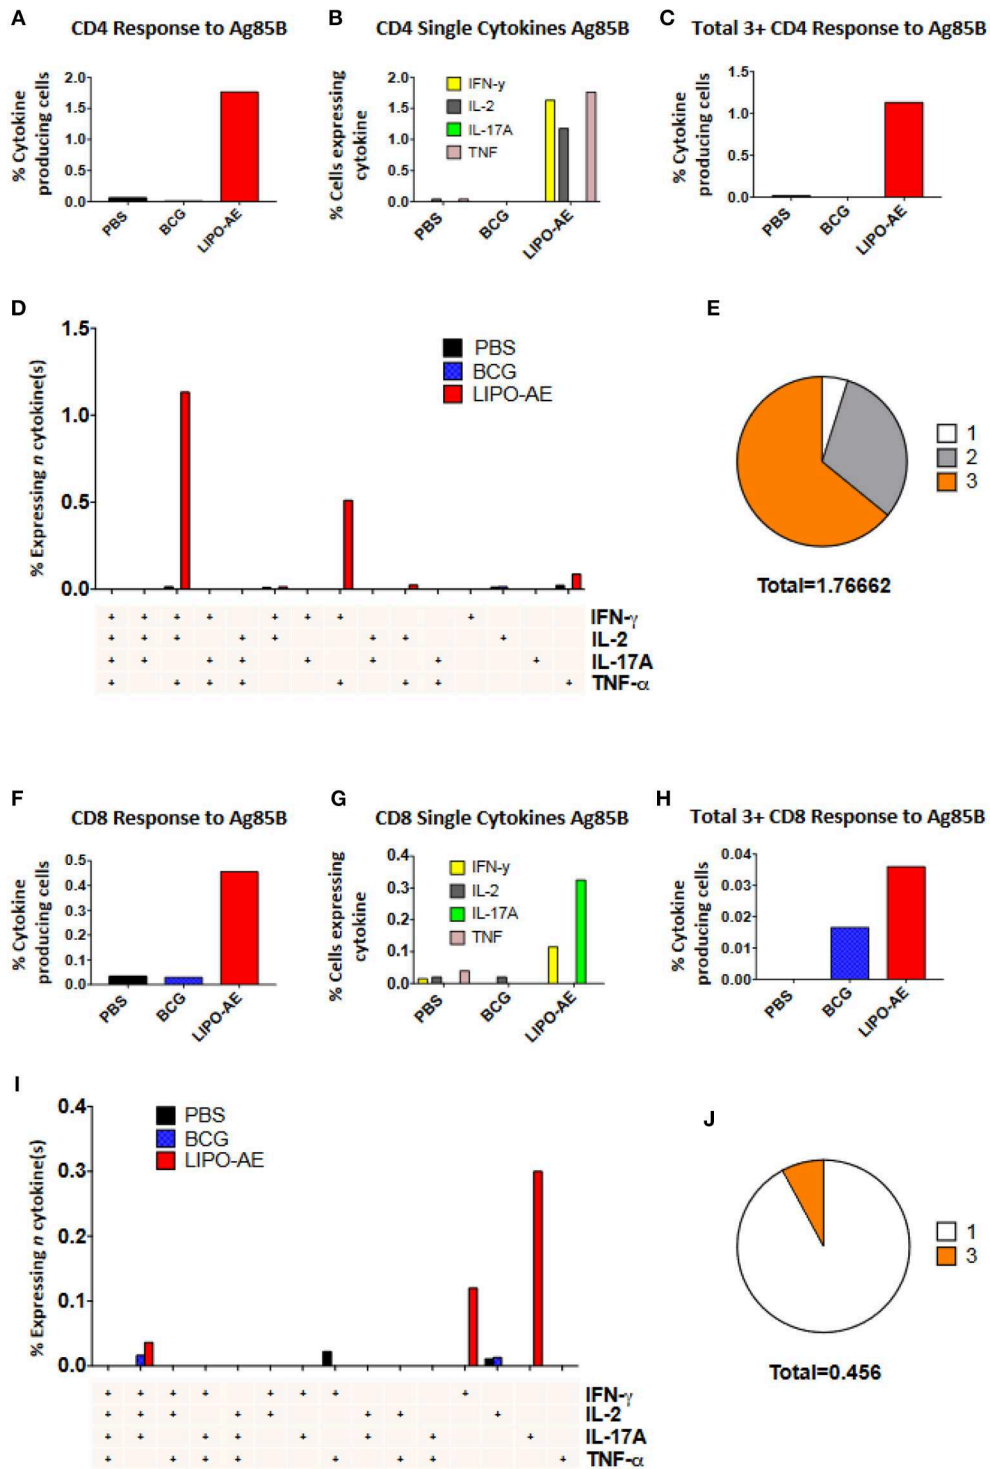 A
CD4 Response to Ag85B
% Cytokine
producing cells
2.0
1.5
1.0
0.5
0.0
PBS
BCG
LIPO-AE
B
CD4 Single Cytokines Ag85B
% Cells expressing
cytokine
2.0
1.5
1.0
0.5
0.0
IFN-y
IL-2
IL-17A
TNF
PBS
BCG
LIPO-AE
C
Total 3+ CD4 Response to Ag85B
% Cytokine
producing cells
1.5
1.0
0.5
0.0
PBS
BCG
LIPO-AE
D
% Expressing n cytokine(s)
1.5
1.0
0.5
0.0
PBS
BCG
LIPO-AE
+ + + + + + + + IFN-γ
+ + + + + + + + IL-2
+ + + + + + + + IL-17A
+ + + + + + + + TNF-α
E
1
2
3
Total=1.76662
F
CD8 Response to Ag85B
% Cytokine
producing cells
0.5
0.4
0.3
0.2
0.1
0.0
PBS
BCG
LIPO-AE
G
CD8 Single Cytokines Ag85B
% Cells expressing
cytokine
0.4
0.3
0.2
0.1
0.0
IFN-y
IL-2
IL-17A
TNF
PBS
BCG
LIPO-AE
H
Total 3+ CD8 Response to Ag85B
% Cytokine
producing cells
0.04
0.03
0.02
0.01
0.00
PBS
BCG
LIPO-AE
I
% Expressing n cytokine(s)
0.4
0.3
0.2
0.1
0.0
PBS
BCG
LIPO-AE
+ + + + + + + + IFN-γ
+ + + + + + + + IL-2
+ + + + + + + + IL-17A
+ + + + + + + + TNF-α
J
1
3
Total=0.456